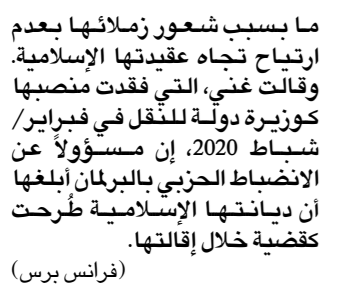 ما بسبب شعور زملائها بعدم
ارتياح تجاه عقيدتها الإسلامية.
وقالت غني، التي فقدت منصبها
كوزيرة دولة للنقل في فبراير/
شباط 2020، إن مسؤولاً عن
الانضباط الحزبي بالبرلمان أبلغها
أن ديانتها الإسلامية طُرحت
كقضية خلال إقالتها.
(فرانس برس)